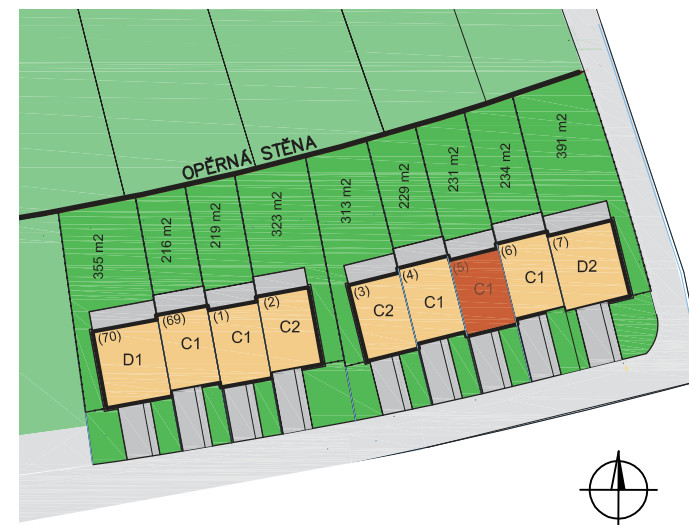 OPĚRNÁ STĚNA
355 m2
216 m2
219 m2
323 m2
313 m2
229 m2
231 m2
234 m2
391 m2
(70)
D1
(69)
C1
(1)
C1
(2)
C2
(3)
C2
(4)
C1
(5)
C1
(6)
C1
(7)
D2